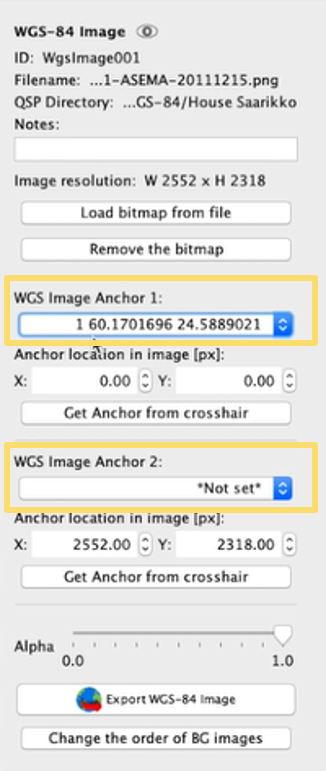 WGS-84 Image
ID: WgsImage001
Filename: ...1-ASEMA-20111215.png
QSP Directory: ...GS-84/House Saarikko
Notes:
Image resolution: W 2552 x H 2318
Load bitmap from file
Remove the bitmap
WGS Image Anchor 1:
1 60.1701696 24.5889021
Anchor location in image [px]:
X: 0.00 Y: 0.00
Get Anchor from crosshair
WGS Image Anchor 2:
*Not set*
Anchor location in image [px]:
X: 2552.00 Y: 2318.00
Get Anchor from crosshair
Alpha
0.0 1.0
Export WGS-84 Image
Change the order of BG images